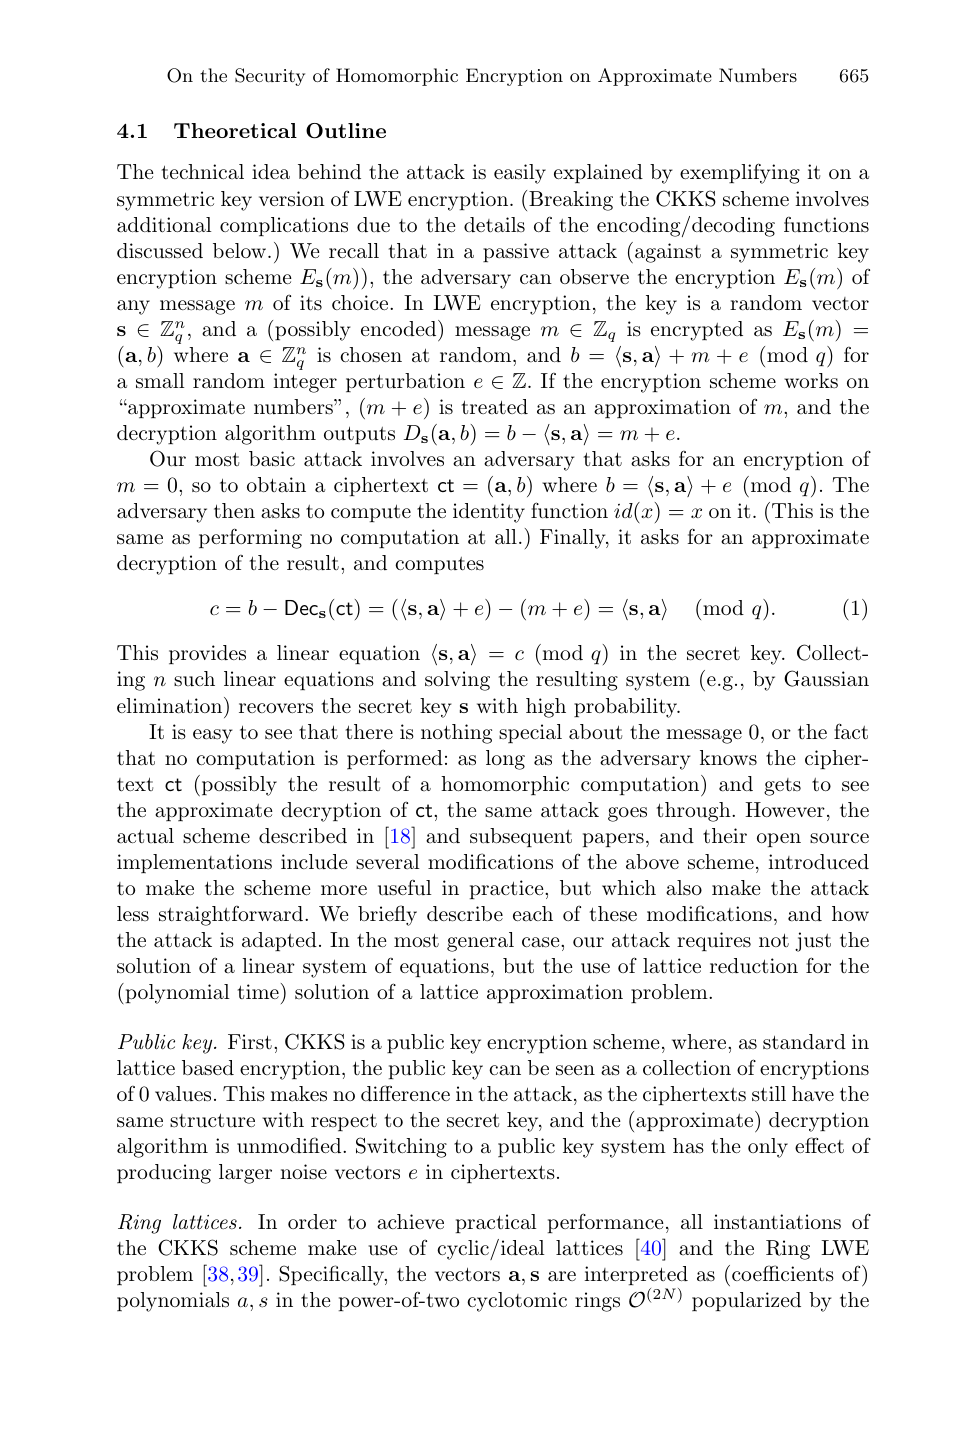 On the Security of Homomorphic Encryption on Approximate Numbers 665
4.1 Theoretical Outline
The technical idea behind the attack is easily explained by exemplifying it on a
symmetric key version of LWE encryption. (Breaking the CKKS scheme involves
additional complications due to the details of the encoding/decoding functions
discussed below.) We recall that in a passive attack (against a symmetric key
encryption scheme E_s(m)), the adversary can observe the encryption E_s(m) of
any message m of its choice. In LWE encryption, the key is a random vector
s ∈ ℤ_q^n, and a (possibly encoded) message m ∈ ℤ_q is encrypted as E_s(m) =
(a, b) where a ∈ ℤ_q^n is chosen at random, and b = ⟨s, a⟩ + m + e (mod q) for
a small random integer perturbation e ∈ ℤ. If the encryption scheme works on
“approximate numbers”, (m + e) is treated as an approximation of m, and the
decryption algorithm outputs D_s(a, b) = b − ⟨s, a⟩ = m + e.
Our most basic attack involves an adversary that asks for an encryption of
m = 0, so to obtain a ciphertext ct = (a, b) where b = ⟨s, a⟩ + e (mod q). The
adversary then asks to compute the identity function id(x) = x on it. (This is the
same as performing no computation at all.) Finally, it asks for an approximate
decryption of the result, and computes
c = b − Dec_s(ct) = (⟨s, a⟩ + e) − (m + e) = ⟨s, a⟩ (mod q). (1)
This provides a linear equation ⟨s, a⟩ = c (mod q) in the secret key. Collect-
ing n such linear equations and solving the resulting system (e.g., by Gaussian
elimination) recovers the secret key s with high probability.
It is easy to see that there is nothing special about the message 0, or the fact
that no computation is performed: as long as the adversary knows the cipher-
text ct (possibly the result of a homomorphic computation) and gets to see
the approximate decryption of ct, the same attack goes through. However, the
actual scheme described in [18] and subsequent papers, and their open source
implementations include several modifications of the above scheme, introduced
to make the scheme more useful in practice, but which also make the attack
less straightforward. We briefly describe each of these modifications, and how
the attack is adapted. In the most general case, our attack requires not just the
solution of a linear system of equations, but the use of lattice reduction for the
(polynomial time) solution of a lattice approximation problem.
Public key. First, CKKS is a public key encryption scheme, where, as standard in
lattice based encryption, the public key can be seen as a collection of encryptions
of 0 values. This makes no difference in the attack, as the ciphertexts still have the
same structure with respect to the secret key, and the (approximate) decryption
algorithm is unmodified. Switching to a public key system has the only effect of
producing larger noise vectors e in ciphertexts.
Ring lattices. In order to achieve practical performance, all instantiations of
the CKKS scheme make use of cyclic/ideal lattices [40] and the Ring LWE
problem [38,39]. Specifically, the vectors a, s are interpreted as (coefficients of)
polynomials a, s in the power-of-two cyclotomic rings 𝒪^(2N) popularized by the